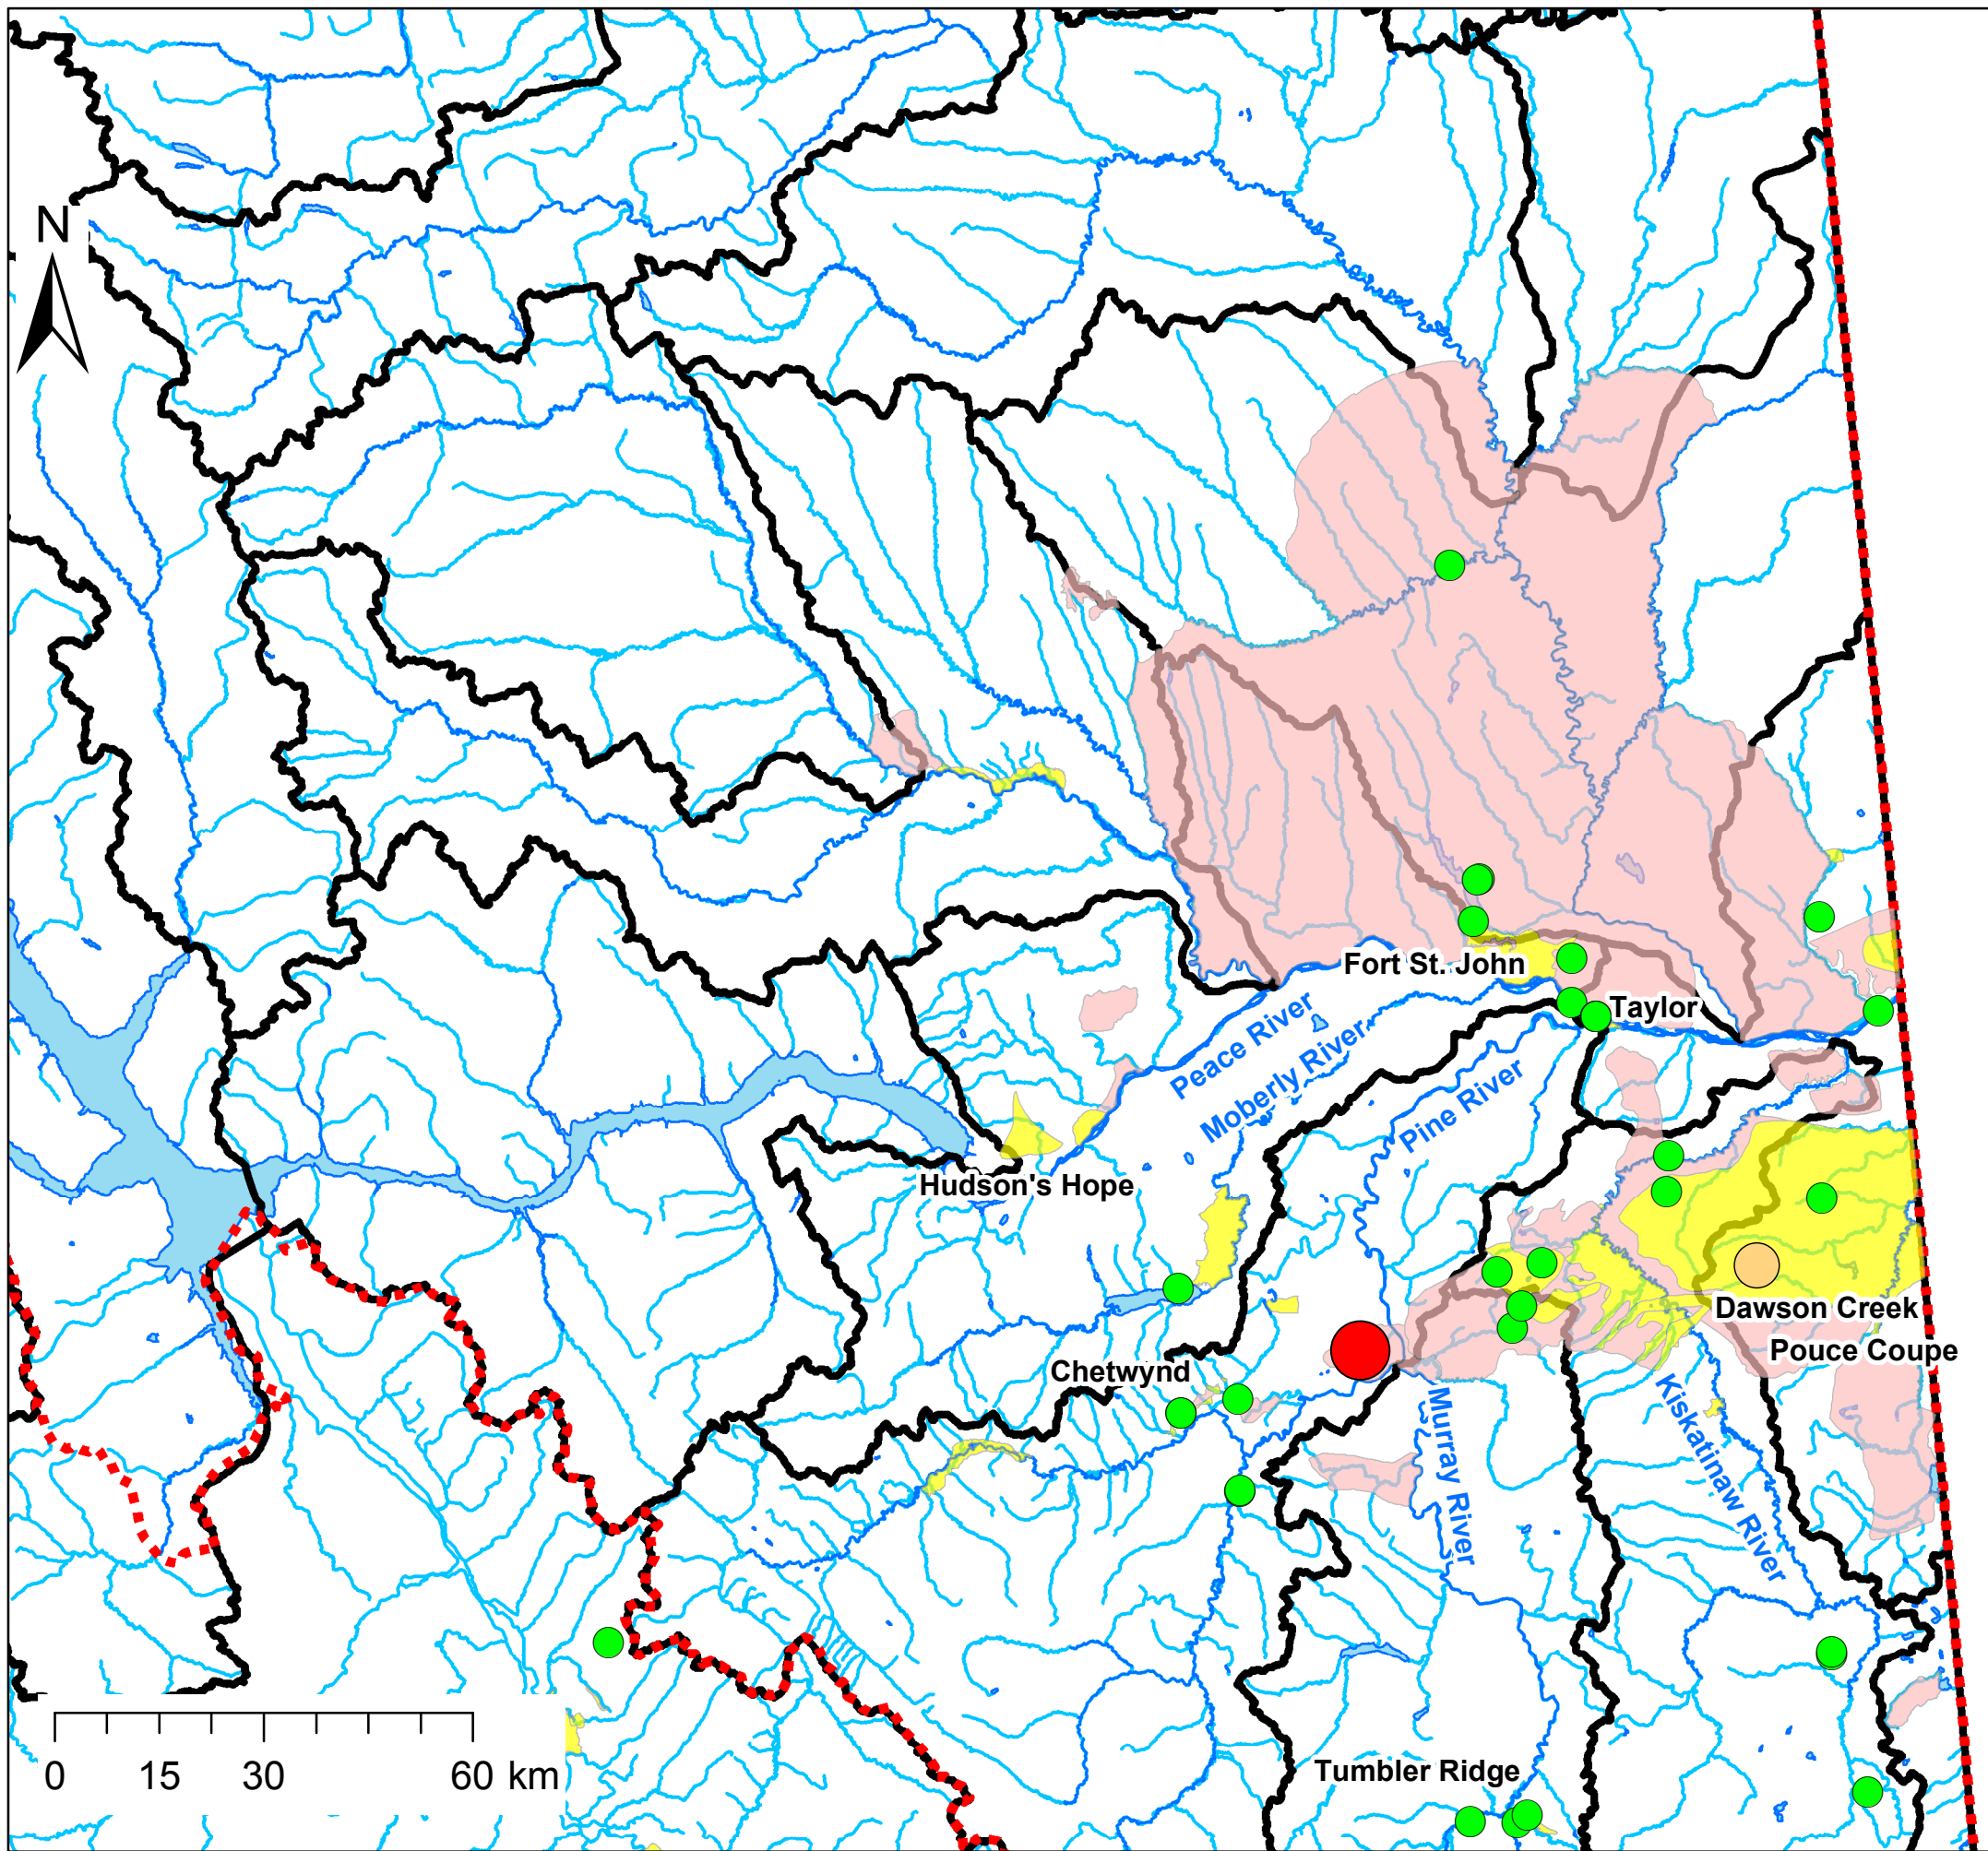 N
Fort St. John
Taylor
Peace River
Moberly River
Pine River
Hudson's Hope
Dawson Creek
Pouce Coupe
Chetwynd
Murray River
Kiskatinaw River
Tumbler Ridge
0 15 30 60 km